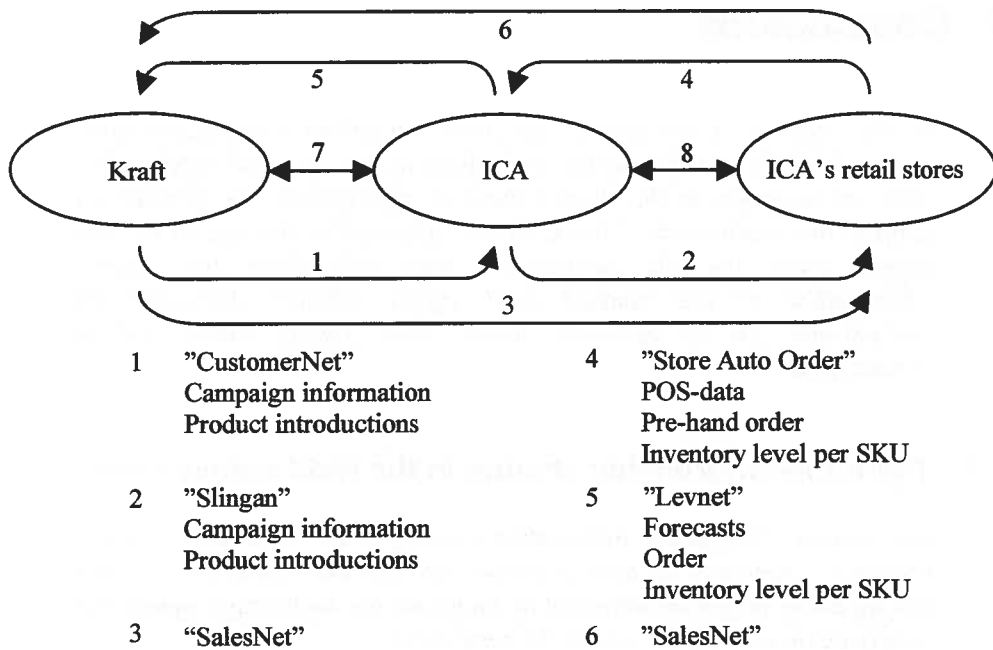 6
5
4
Kraft
7
ICA
8
ICA's retail stores
1
2
3
1 ”CustomerNet”
Campaign information
Product introductions
2 ”Slingan”
Campaign information
Product introductions
3 “SalesNet”
4 ”Store Auto Order”
POS-data
Pre-hand order
Inventory level per SKU
5 ”Levnet”
Forecasts
Order
Inventory level per SKU
6 ”SalesNet”